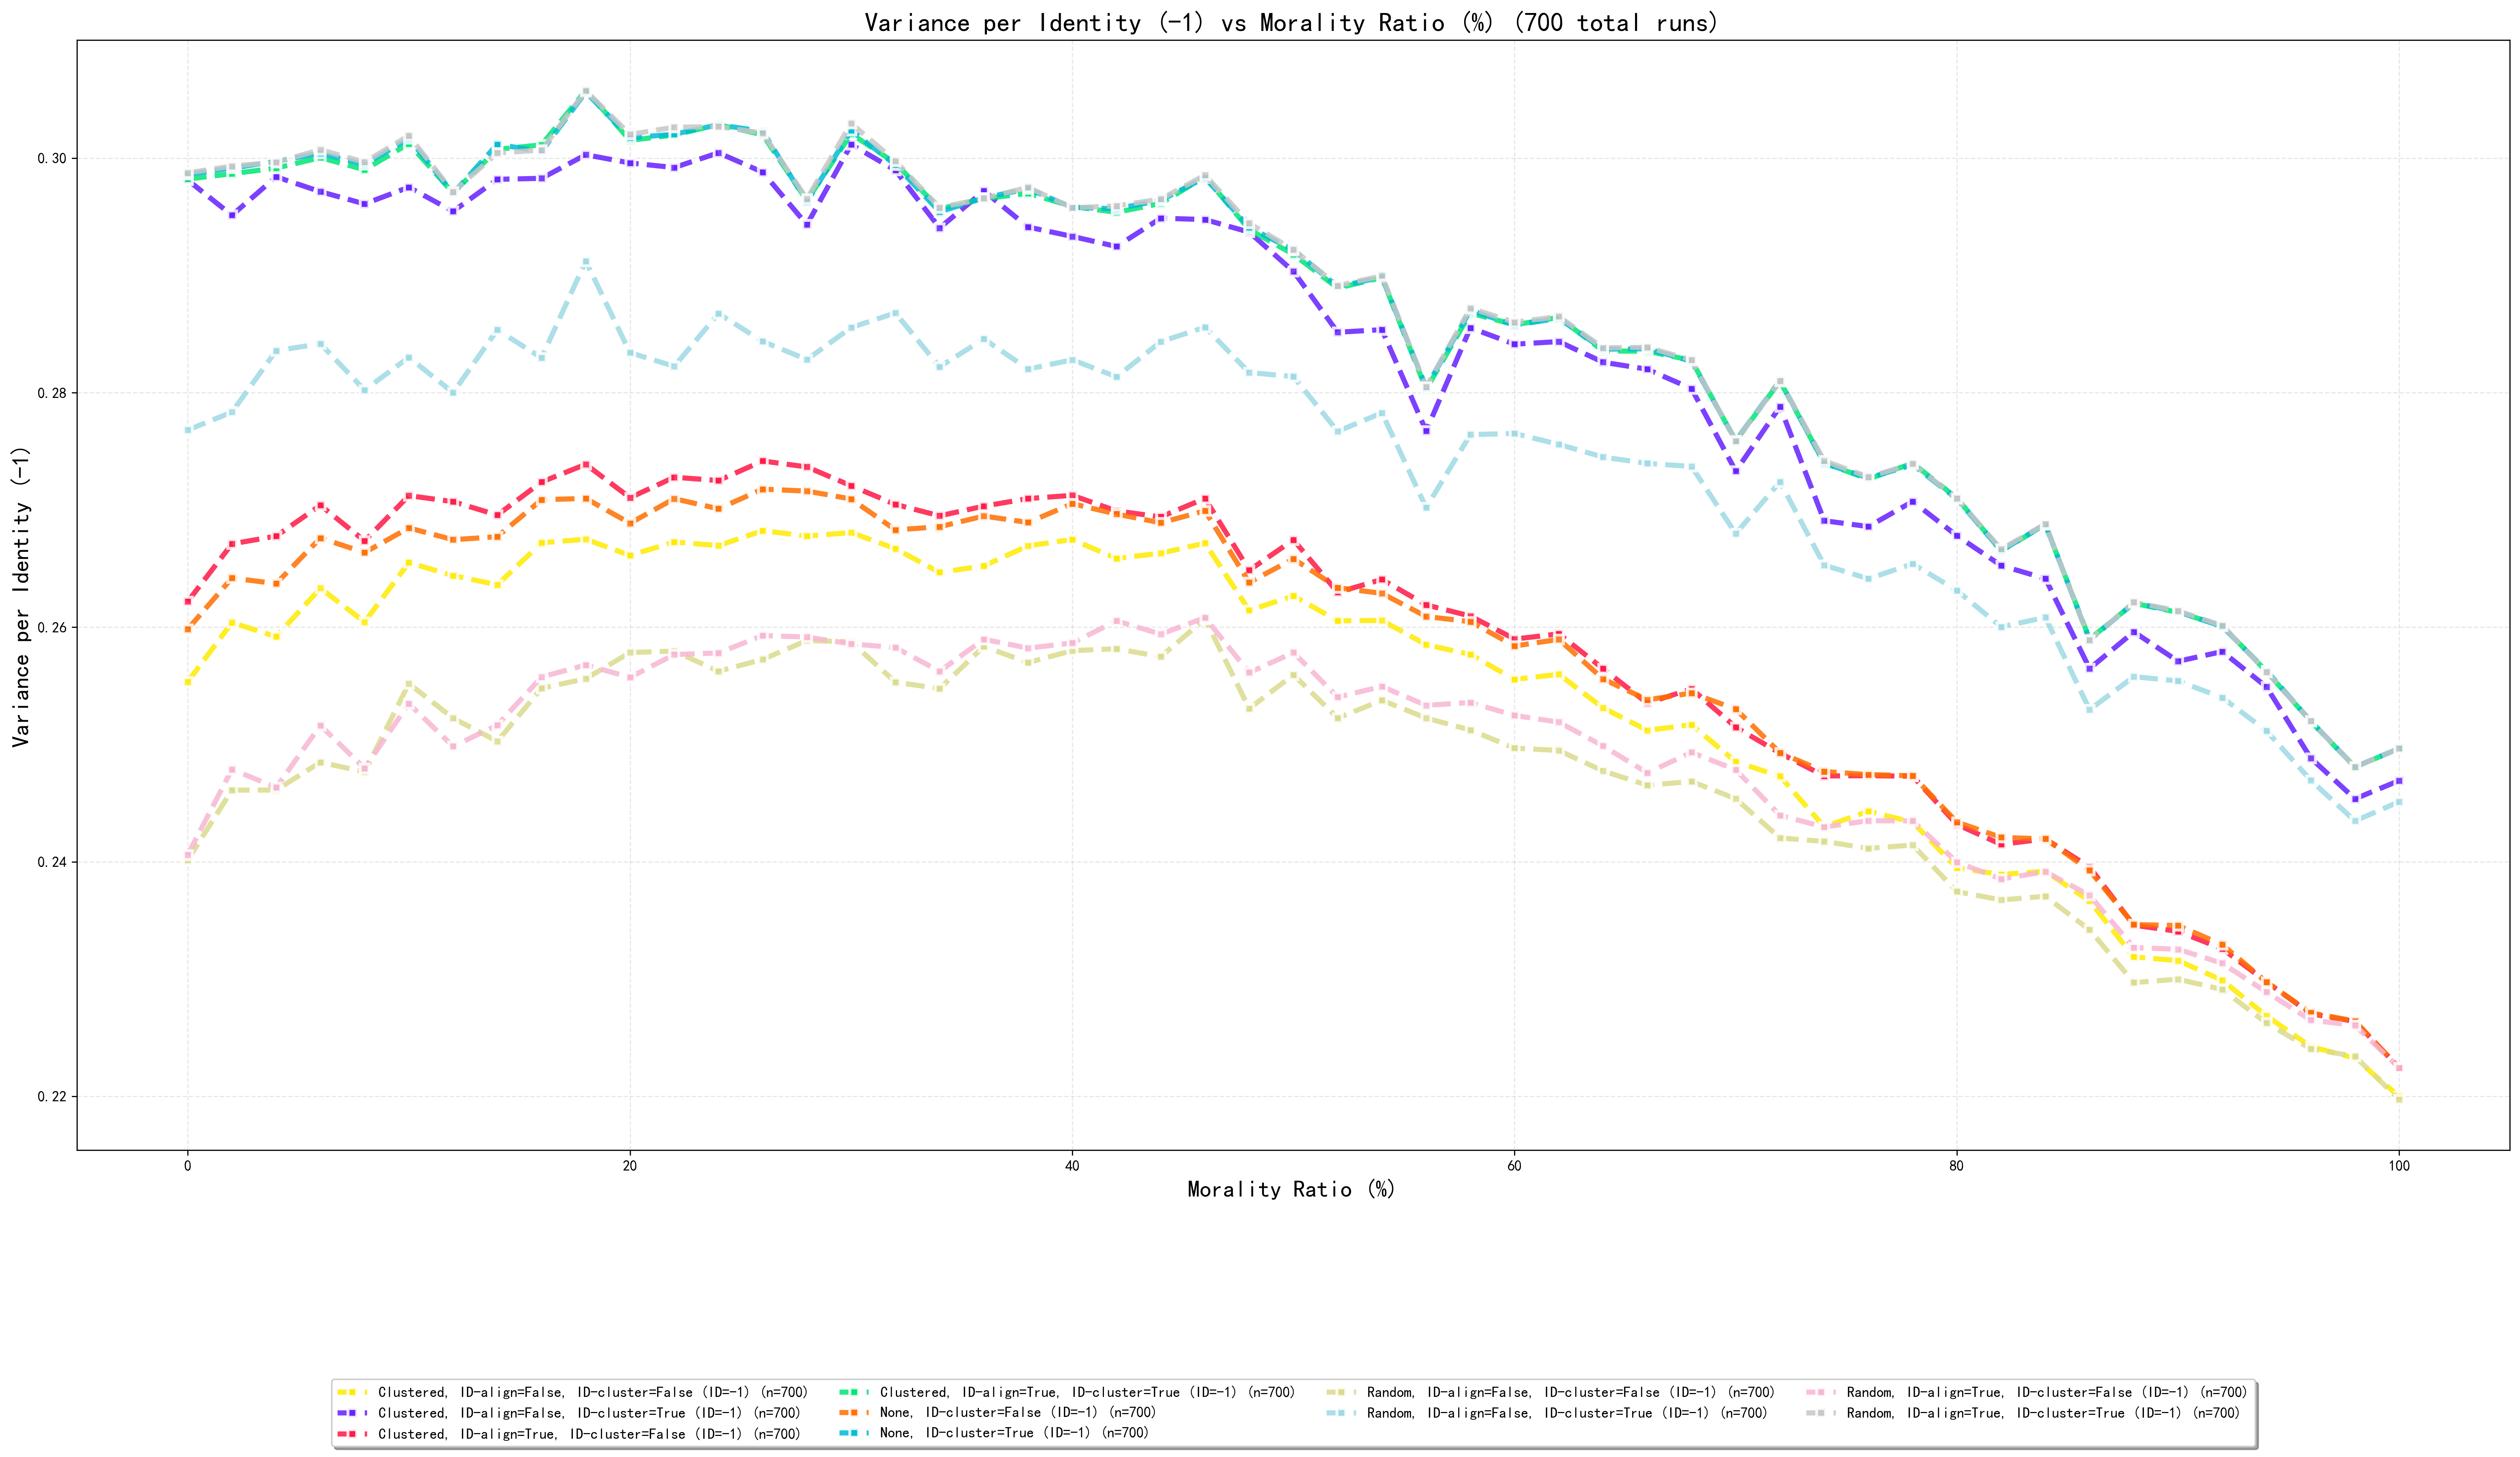 Variance per Identity (-1) vs Morality Ratio (%) (700 total runs)
Variance per Identity (-1)
0.30
0.28
0.26
0.24
0.22
0
20
40
60
80
100
Morality Ratio (%)
Clustered, ID-align=False, ID-cluster=False (ID=-1) (n=700)
Clustered, ID-align=False, ID-cluster=True (ID=-1) (n=700)
Clustered, ID-align=True, ID-cluster=False (ID=-1) (n=700)
Clustered, ID-align=True, ID-cluster=True (ID=-1) (n=700)
None, ID-cluster=False (ID=-1) (n=700)
None, ID-cluster=True (ID=-1) (n=700)
Random, ID-align=False, ID-cluster=False (ID=-1) (n=700)
Random, ID-align=False, ID-cluster=True (ID=-1) (n=700)
Random, ID-align=True, ID-cluster=False (ID=-1) (n=700)
Random, ID-align=True, ID-cluster=True (ID=-1) (n=700)